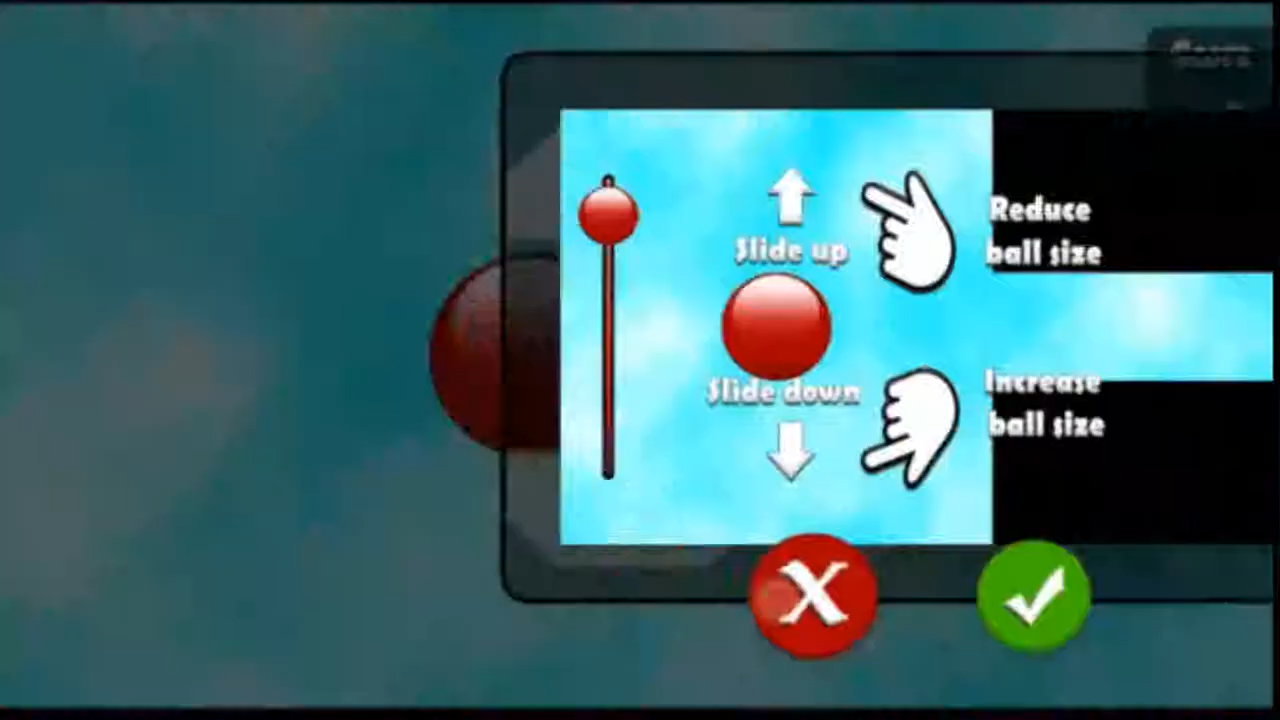 Slide up
Reduce
ball size
Slide down
Increase
ball size
X